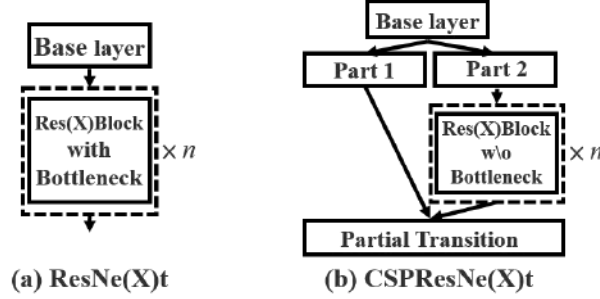 Base layer
Res(X)Block
with
Bottleneck
× n
(a) ResNe(X)t
Base layer
Part 1
Part 2
Res(X)Block
w\o
Bottleneck
× n
Partial Transition
(b) CSPResNe(X)t